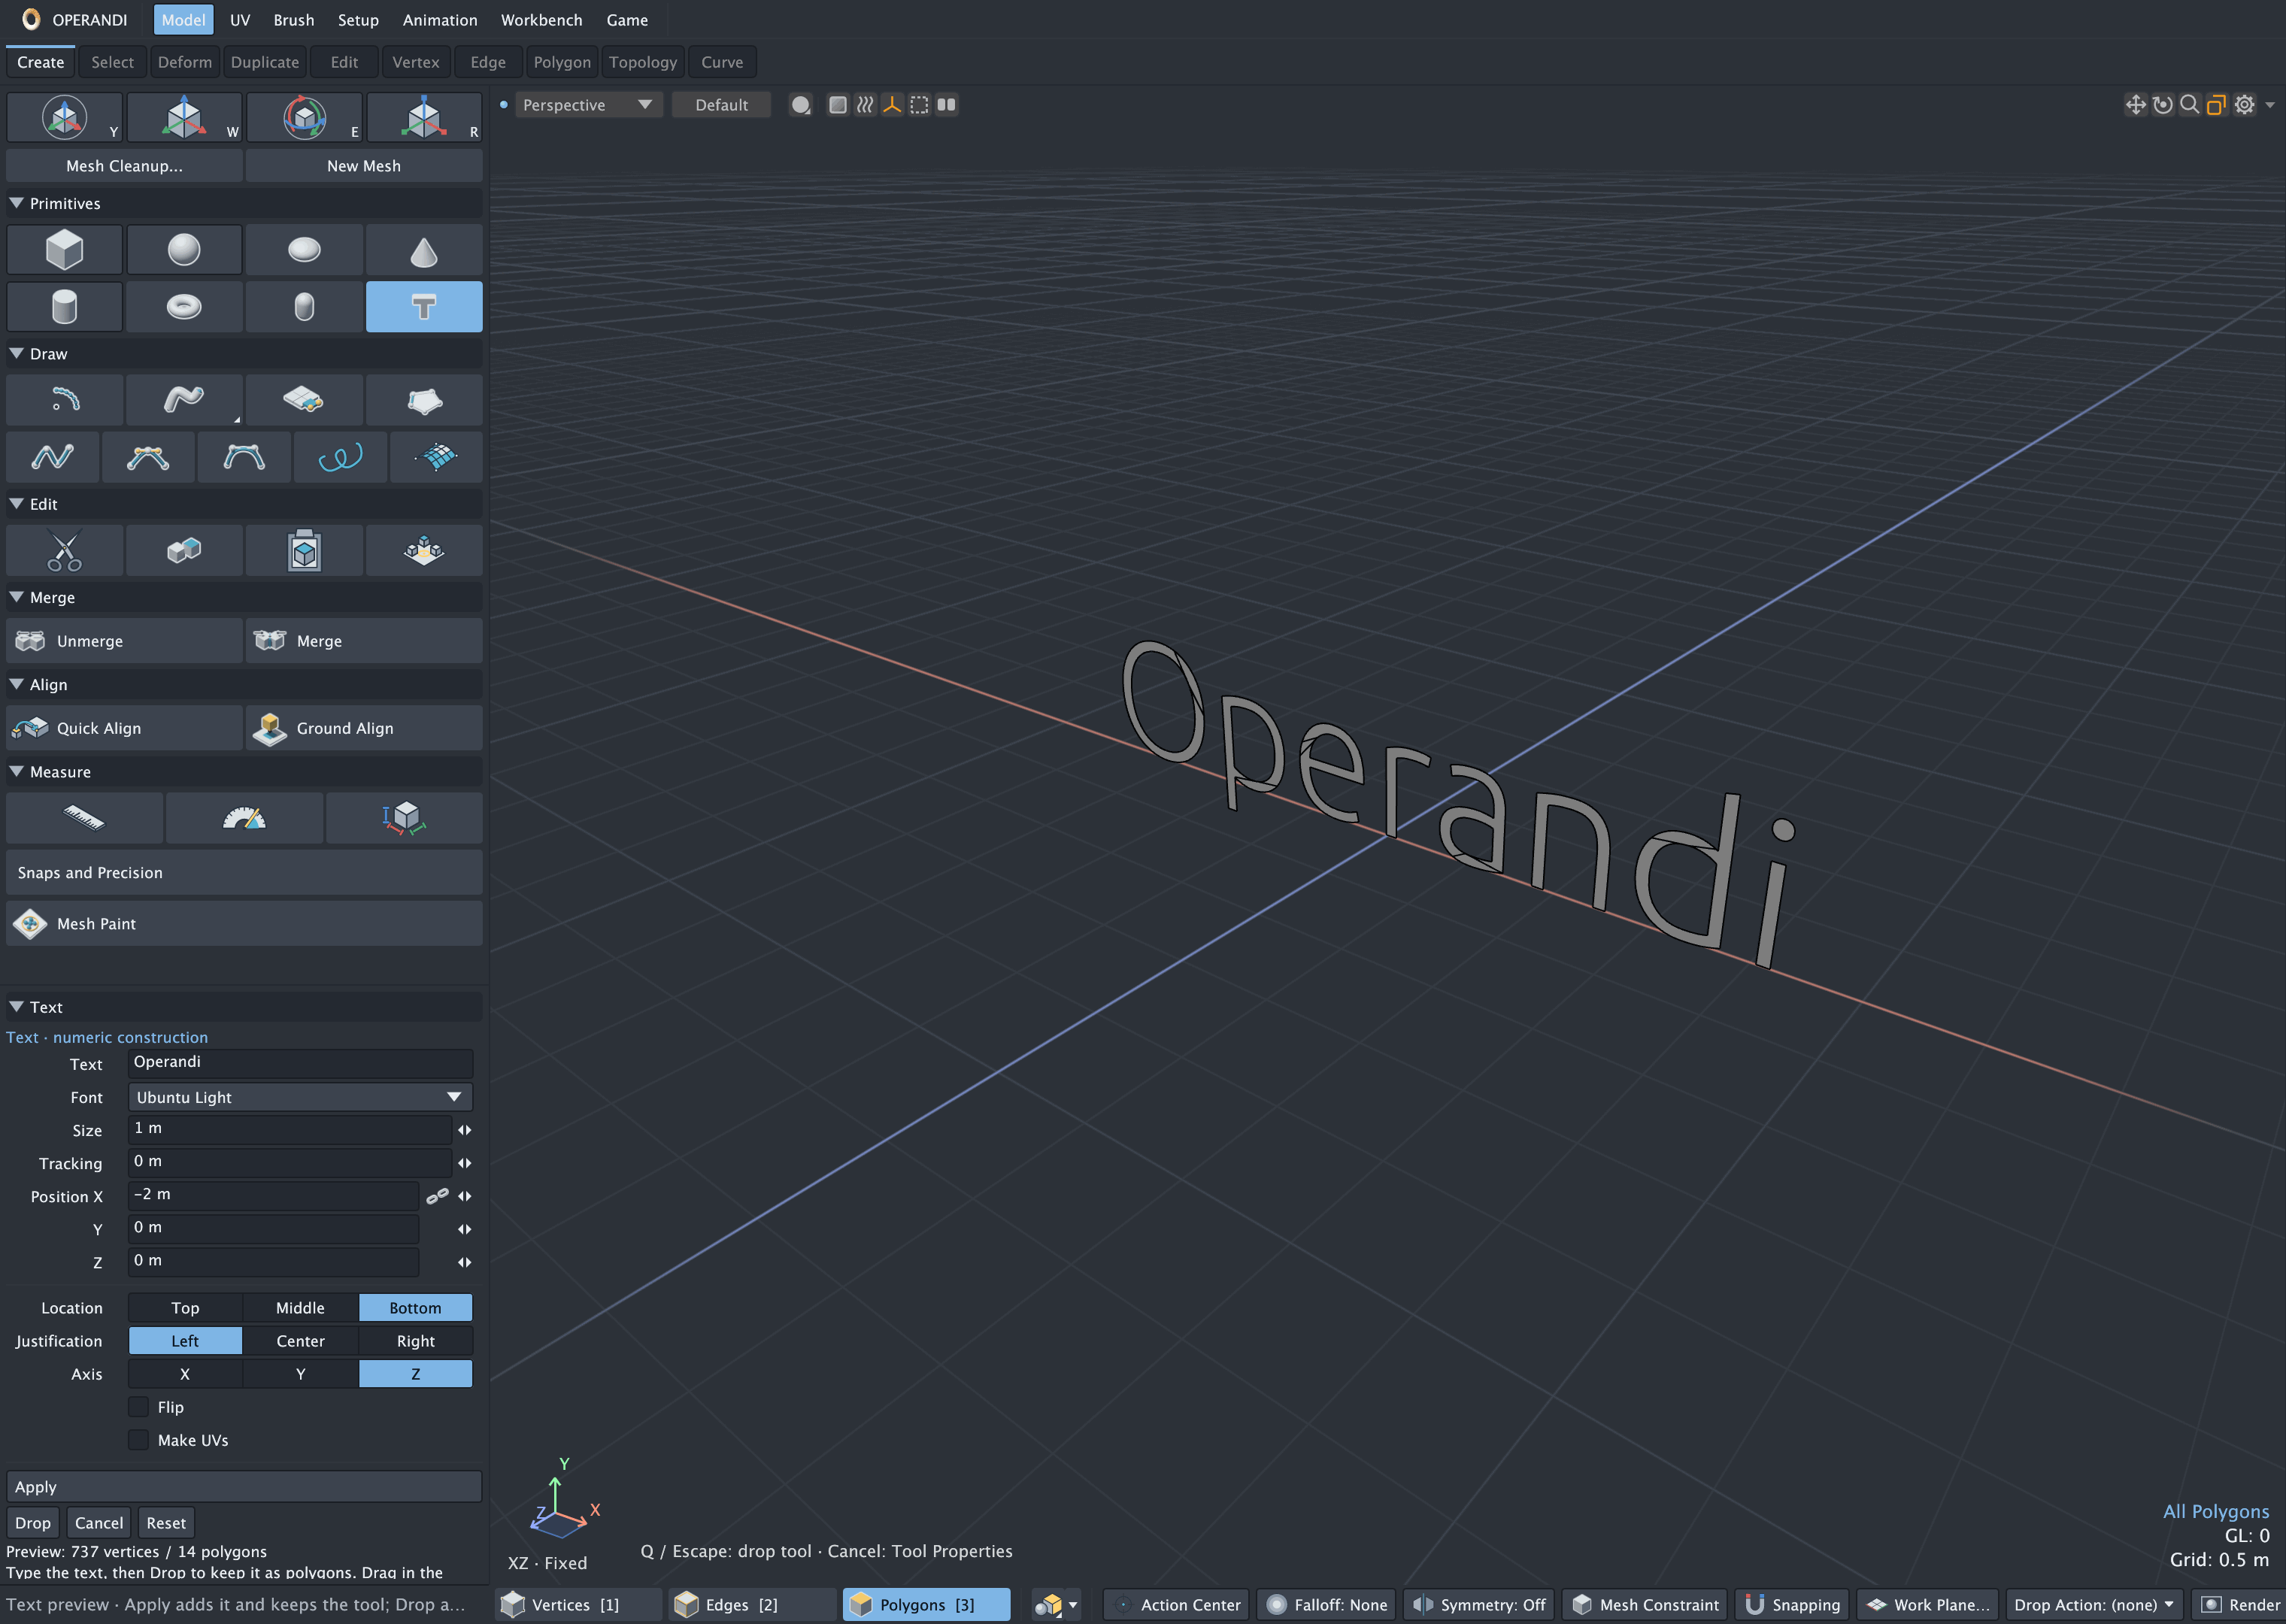 OPERANDI Model UV Brush Setup Animation Workbench Game
Create Select Deform Duplicate Edit Vertex Edge Polygon Topology Curve
Y W E R
Perspective Default
Mesh Cleanup... New Mesh
Primitives
Draw
Edit
Merge
Unmerge Merge
Align
Quick Align Ground Align
Measure
Snaps and Precision
Mesh Paint
Operandi
Text
Text · numeric construction
Text Operandi
Font Ubuntu Light
Size 1 m
Tracking 0 m
Position X -2 m
Y 0 m
Z 0 m
Location Top Middle Bottom
Justification Left Center Right
Axis X Y Z
Flip
Make UVs
Apply
Drop Cancel Reset
Preview: 737 vertices / 14 polygons
Type the text, then Drop to keep it as polygons. Drag in the
Y
Z X
XZ · Fixed
Q / Escape: drop tool · Cancel: Tool Properties
All Polygons
GL: 0
Grid: 0.5 m
Text preview · Apply adds it and keeps the tool; Drop a... Vertices [1] Edges [2] Polygons [3] Action Center Falloff: None Symmetry: Off Mesh Constraint Snapping Work Plane... Drop Action: (none) Render